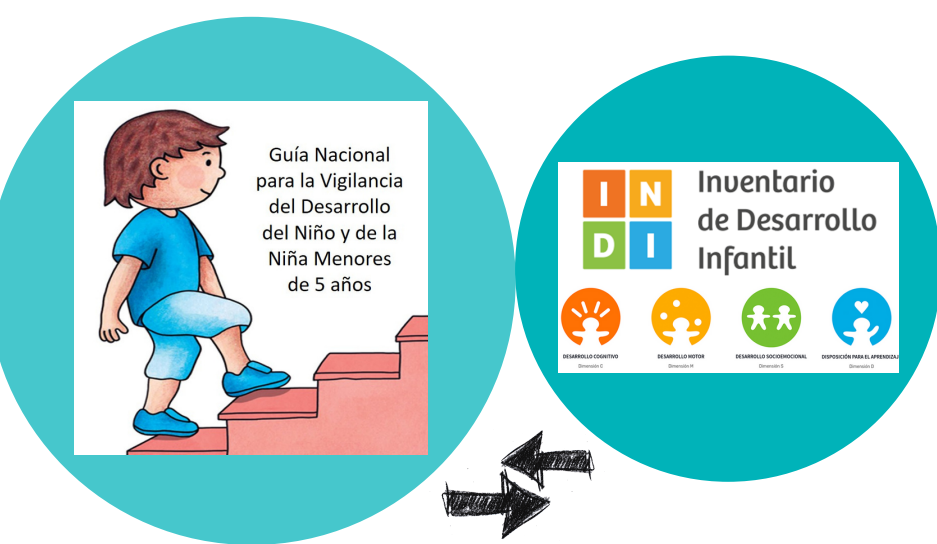 Guía Nacional
para la Vigilancia
del Desarrollo
del Niño y de la
Niña Menores
de 5 años
I N
D I
Inventario
de Desarrollo
Infantil
DESARROLLO COGNITIVO
Dimensión C
DESARROLLO MOTOR
Dimensión M
DESARROLLO SOCIOEMOCIONAL
Dimensión S
DISPOSICIÓN PARA EL APRENDIZAJ
Dimensión D